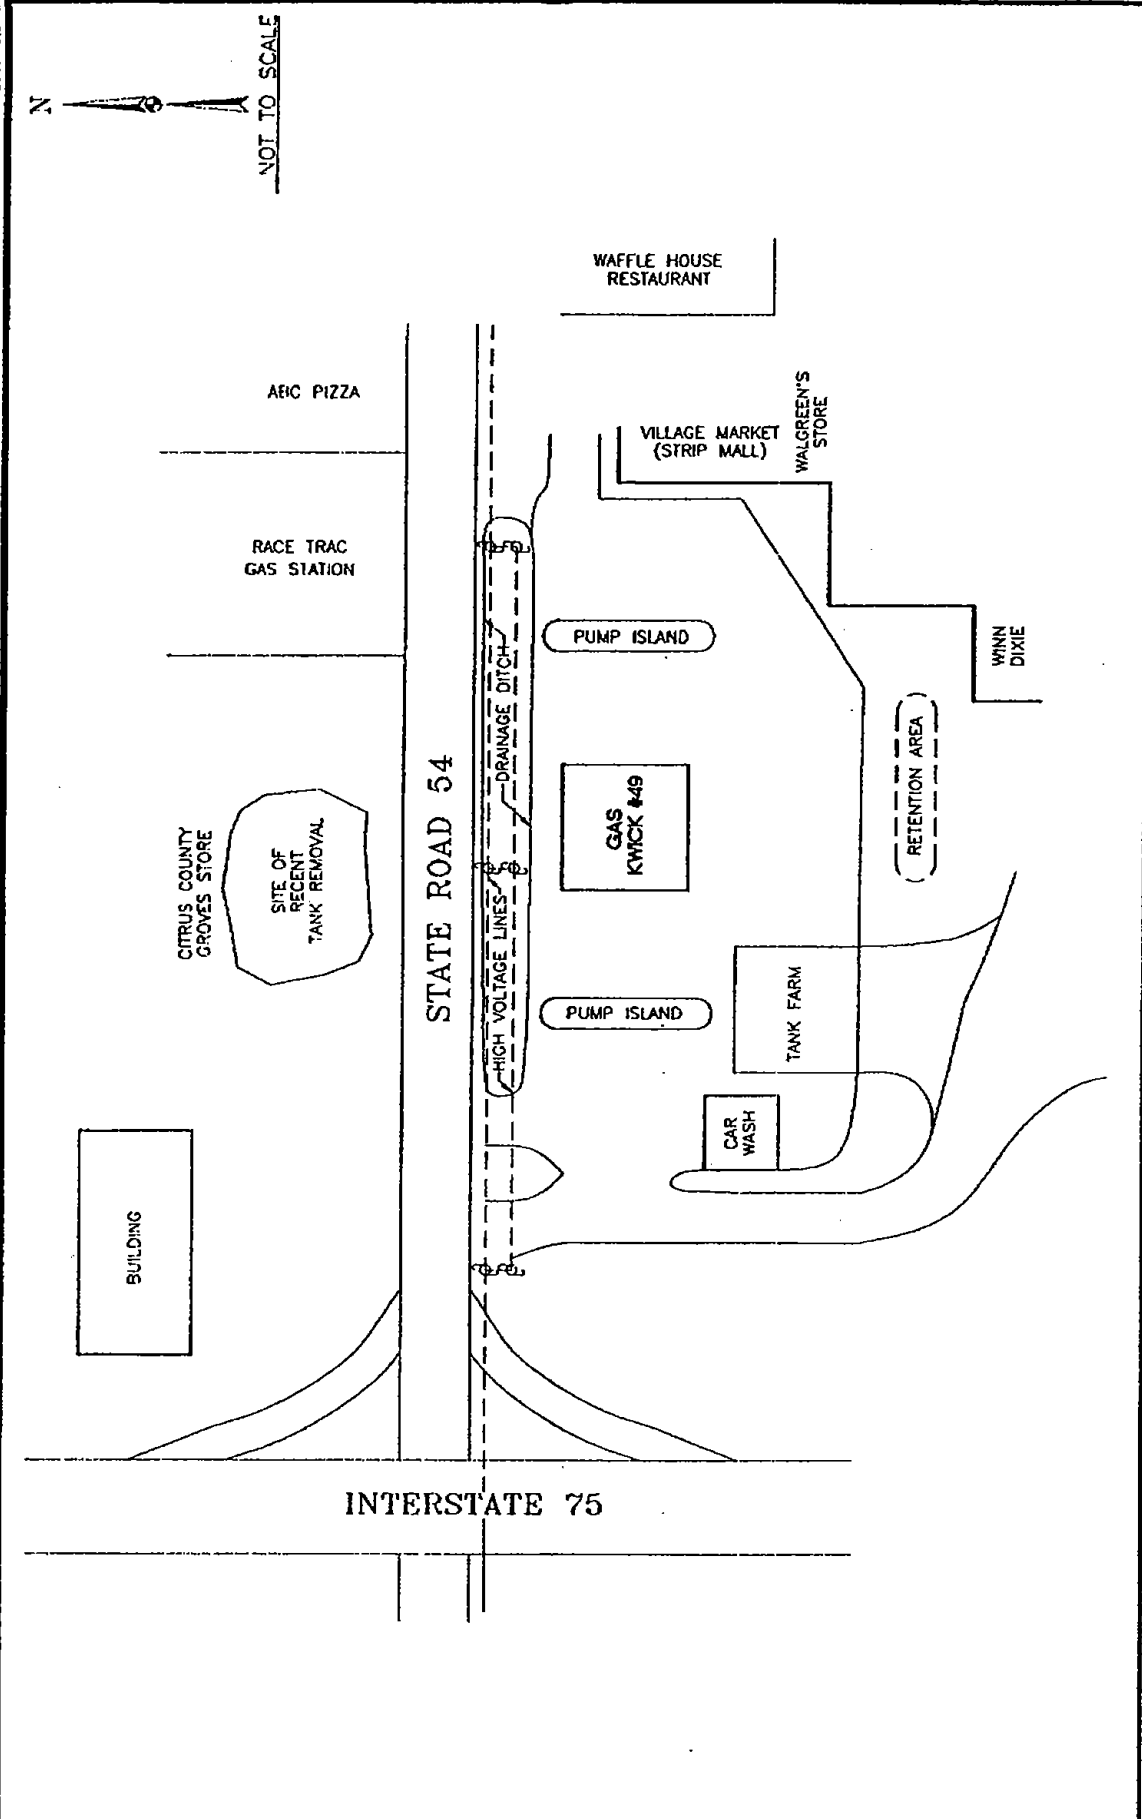 N
NOT TO SCALE
WAFFLE HOUSE
RESTAURANT
ABC PIZZA
VILLAGE MARKET
(STRIP MALL)
WALGREEN'S
STORE
RACE TRAC
GAS STATION
PUMP ISLAND
WINN
DIXIE
DRAINAGE DITCH
RETENTION AREA
STATE ROAD 54
GAS
KWICK #49
CITRUS COUNTY
GROVES STORE
SITE OF
RECENT
TANK REMOVAL
HIGH VOLTAGE LINES
PUMP ISLAND
TANK FARM
CAR
WASH
BUILDING
INTERSTATE 75